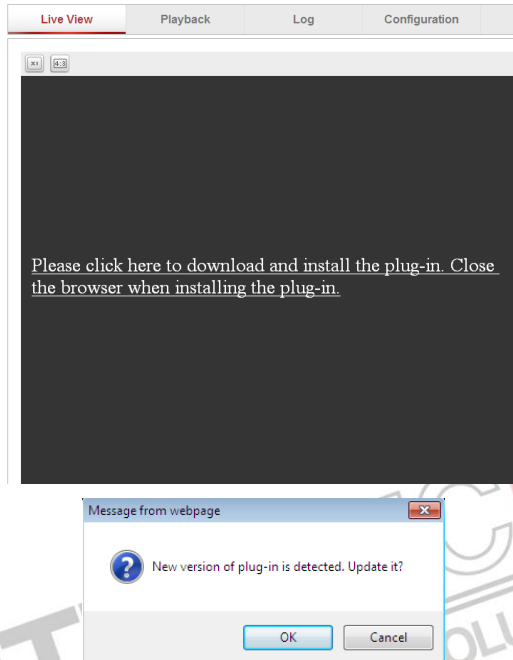 Live View Playback Log Configuration
X1 4:3
Please click here to download and install the plug-in. Close
the browser when installing the plug-in.
Message from webpage
New version of plug-in is detected. Update it?
OK Cancel